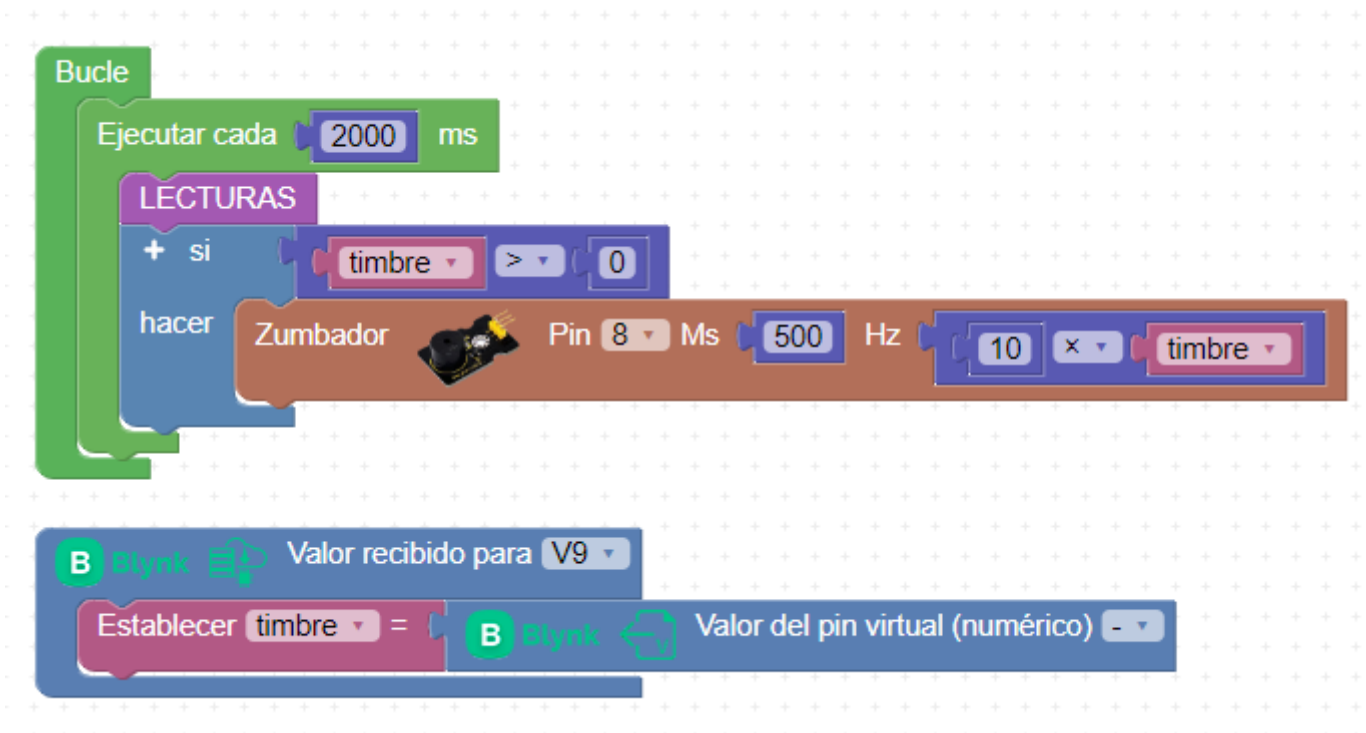 Bucle
Ejecutar cada 2000 ms
LECTURAS
+ si timbre > 0
hacer Zumbador Pin 8 Ms 500 Hz 10 × timbre
B Blynk Valor recibido para V9
Establecer timbre = B Blynk V Valor del pin virtual (numérico) -